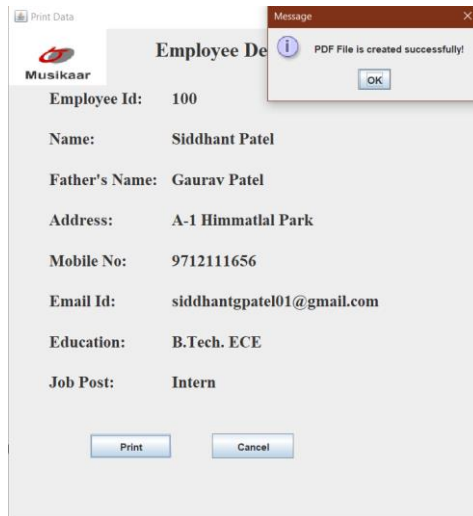 Print Data
Message
Musikaar
Employee De
PDF File is created successfully!
OK
Employee Id: 100
Name: Siddhant Patel
Father's Name: Gaurav Patel
Address: A-1 Himmatlal Park
Mobile No: 9712111656
Email Id: siddhantgpatel01@gmail.com
Education: B.Tech. ECE
Job Post: Intern
Print Cancel